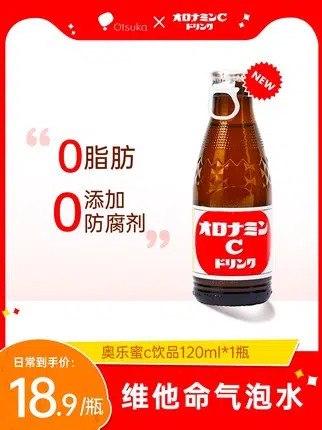 Otsuka × オロナミンC
ドリンク
NEW
0脂肪
0添加
防腐剤
オロナミン
C
ドリンク
奥乐蜜c饮品120ml*1瓶
日常到手价：
18.9/瓶
维他命气泡水